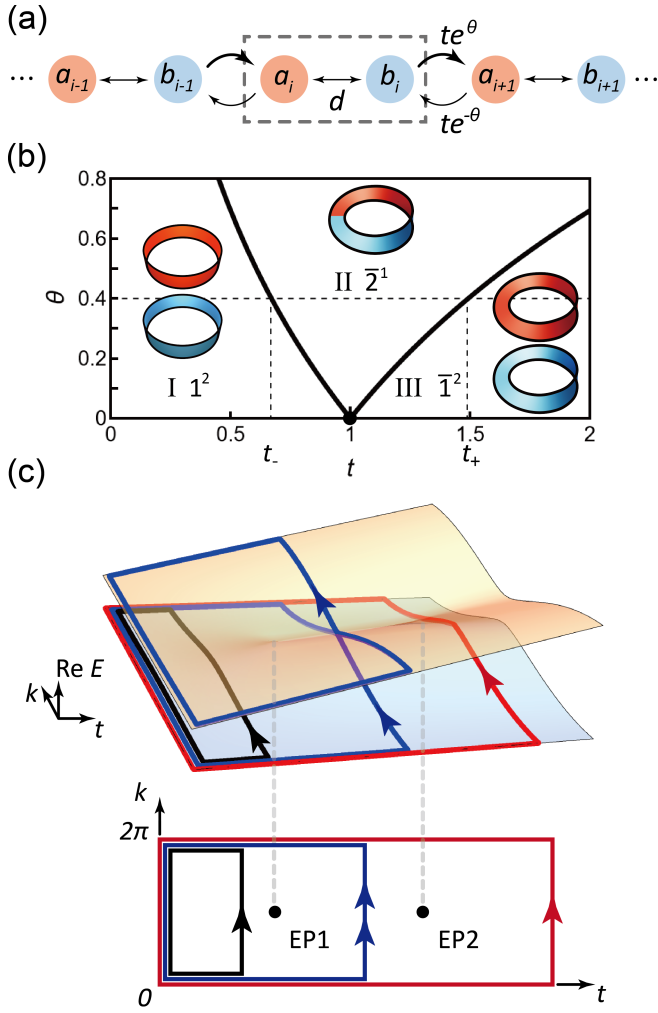 (a)
te^θ
··· a_{i-1} b_{i-1} a_i b_i a_{i+1} b_{i+1} ···
d
te^{-θ}
(b)
0.8
0.6
II 2̅^1
θ 0.4
0.2
I 1^2
III 1̅^2
0
0 0.5 1 1.5 2
t_- t t_+
(c)
Re E
k
t
k
2π
EP1 EP2
0
t